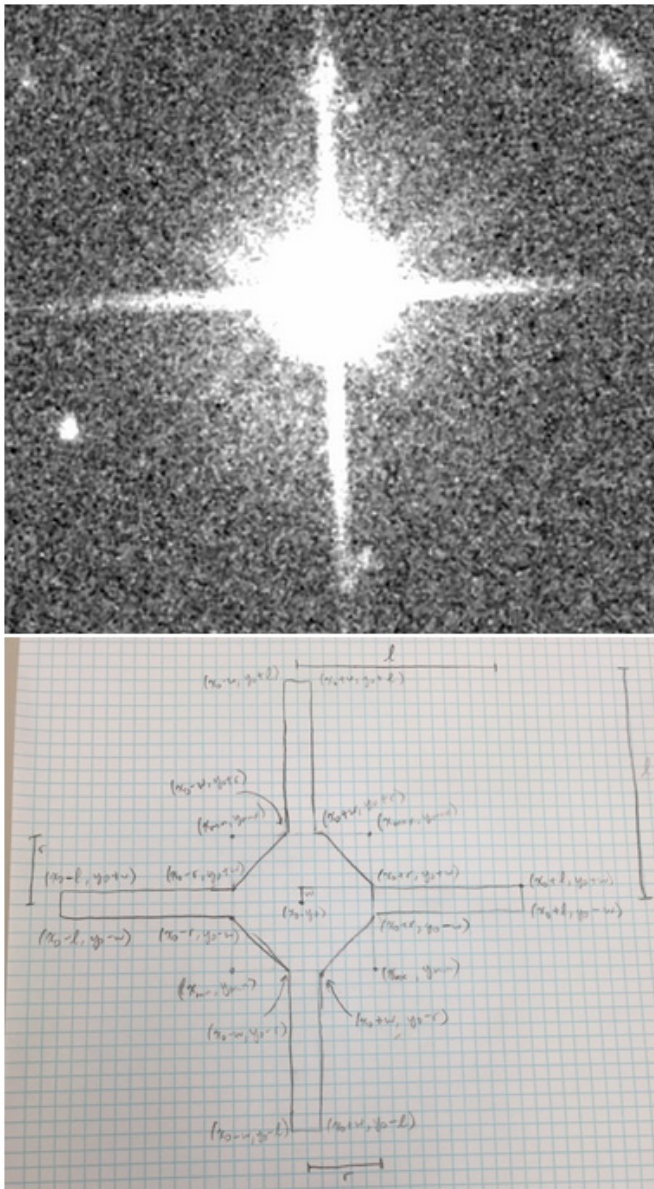 l
(x₀-w, y₀+l) (x₀+w, y₀+l)
l
(x₀-w, y₀+r)
(x₀+w, y₀+r)
r
(x₀-l, y₀+w) (x₀-r, y₀+w) (x₀+r, y₀+w) (x₀+l, y₀+w)
w
(x₀, y₀)
(x₀-l, y₀-w) (x₀-r, y₀-w) (x₀+r, y₀-w) (x₀+l, y₀-w)
(x₀-w, y₀-r) (x₀+w, y₀-r)
(x₀-w, y₀-l) (x₀+w, y₀-l)
r